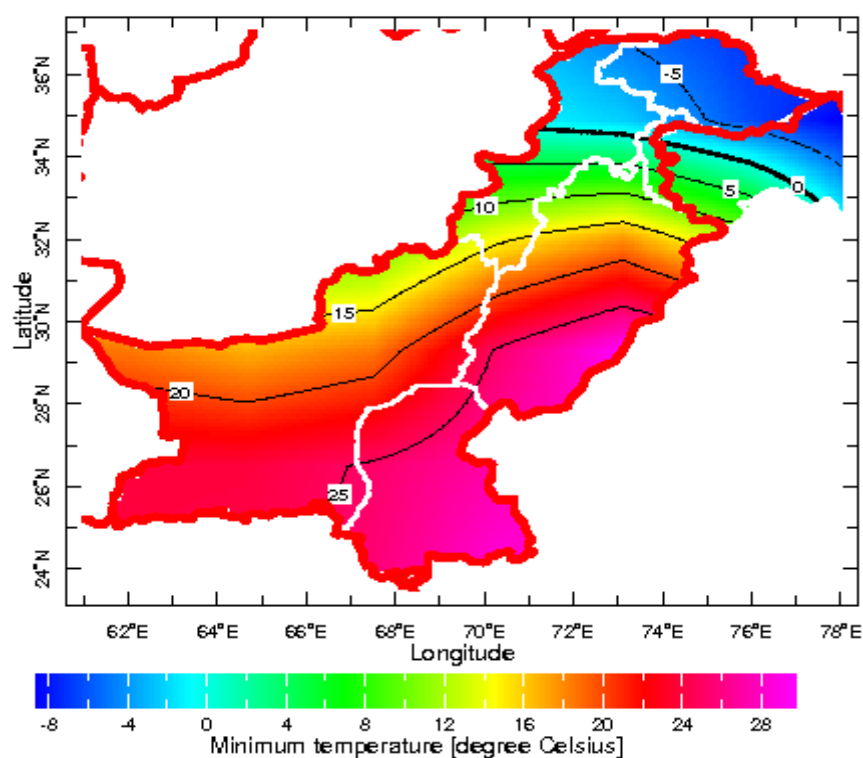 36°N
34°N
32°N
30°N
28°N
26°N
24°N
Latitude
-5
0
5
10
15
20
25
62°E 64°E 66°E 68°E 70°E 72°E 74°E 76°E 78°E
Longitude
-8 -4 0 4 8 12 16 20 24 28
Minimum temperature [degree Celsius]